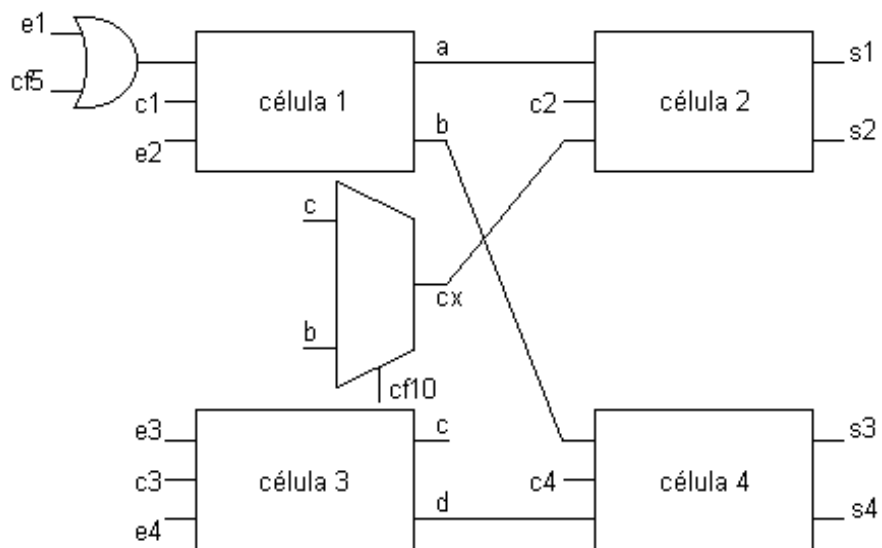 e1
cf5
c1
e2
célula 1
a
b
c2
célula 2
s1
s2
c
b
cx
cf10
e3
c3
e4
célula 3
c
d
c4
célula 4
s3
s4